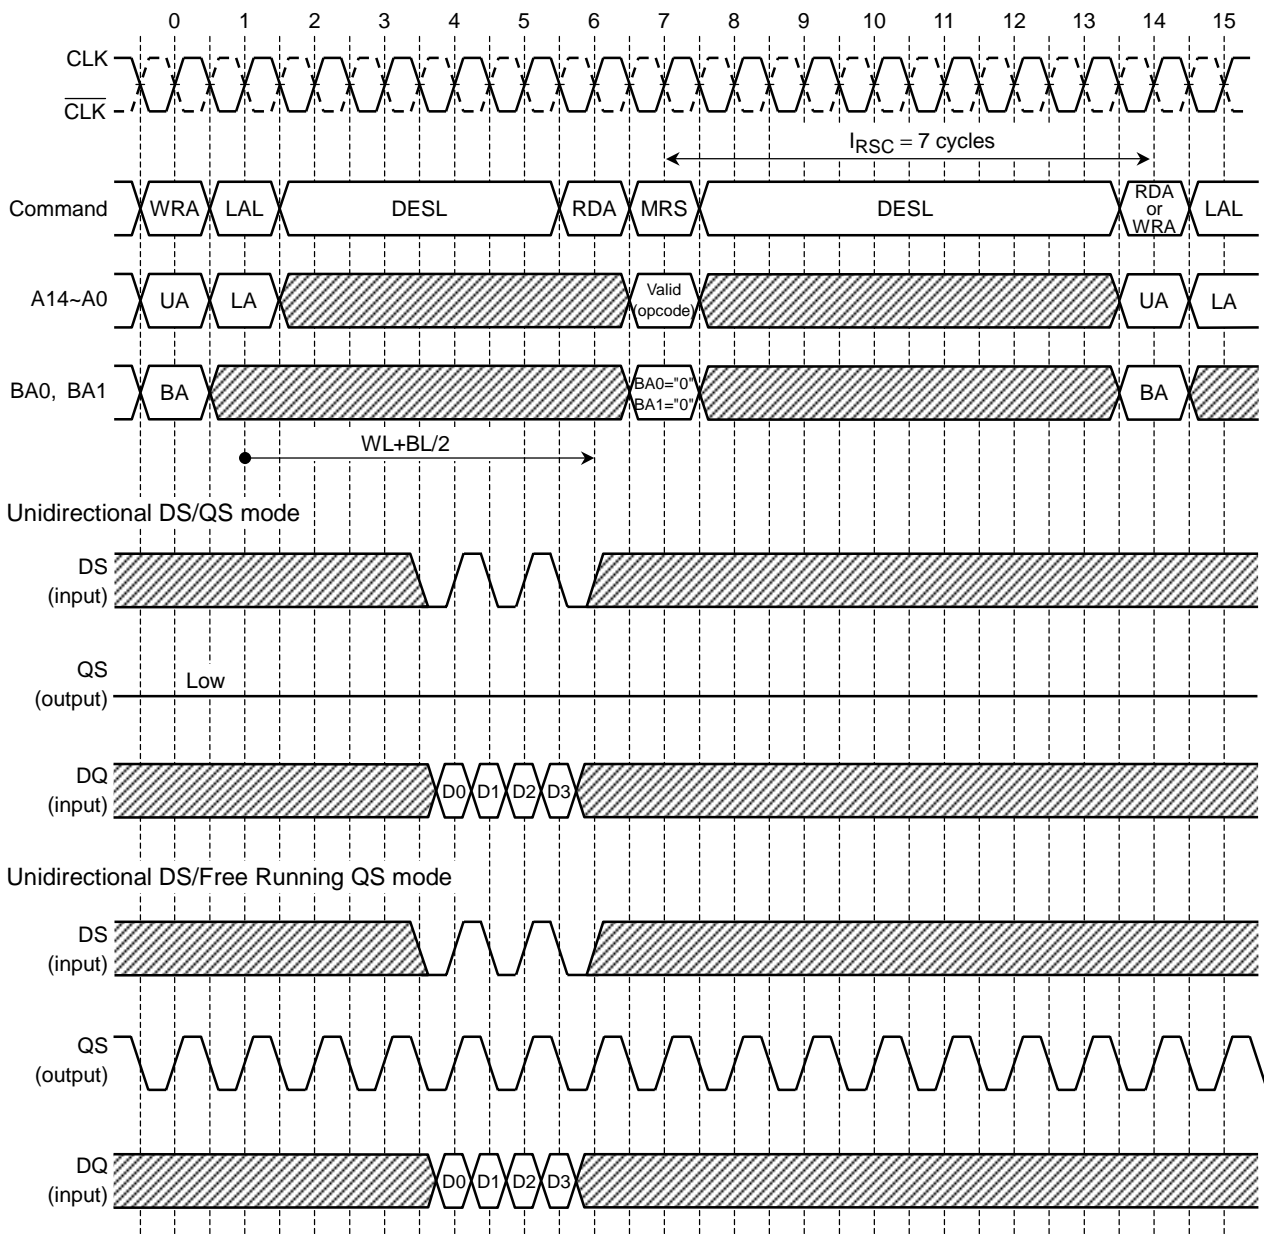 0 1 2 3 4 5 6 7 8 9 10 11 12 13 14 15
CLK
CLK
IRSC = 7 cycles
Command WRA LAL DESL RDA MRS DESL RDA or WRA LAL
A14~A0 UA LA Valid (opcode) UA LA
BA0, BA1 BA BA0="0" BA1="0" BA
WL+BL/2
Unidirectional DS/QS mode
DS
(input)
QS
(output)
Low
DQ
(input)
D0 D1 D2 D3
Unidirectional DS/Free Running QS mode
DS
(input)
QS
(output)
DQ
(input)
D0 D1 D2 D3